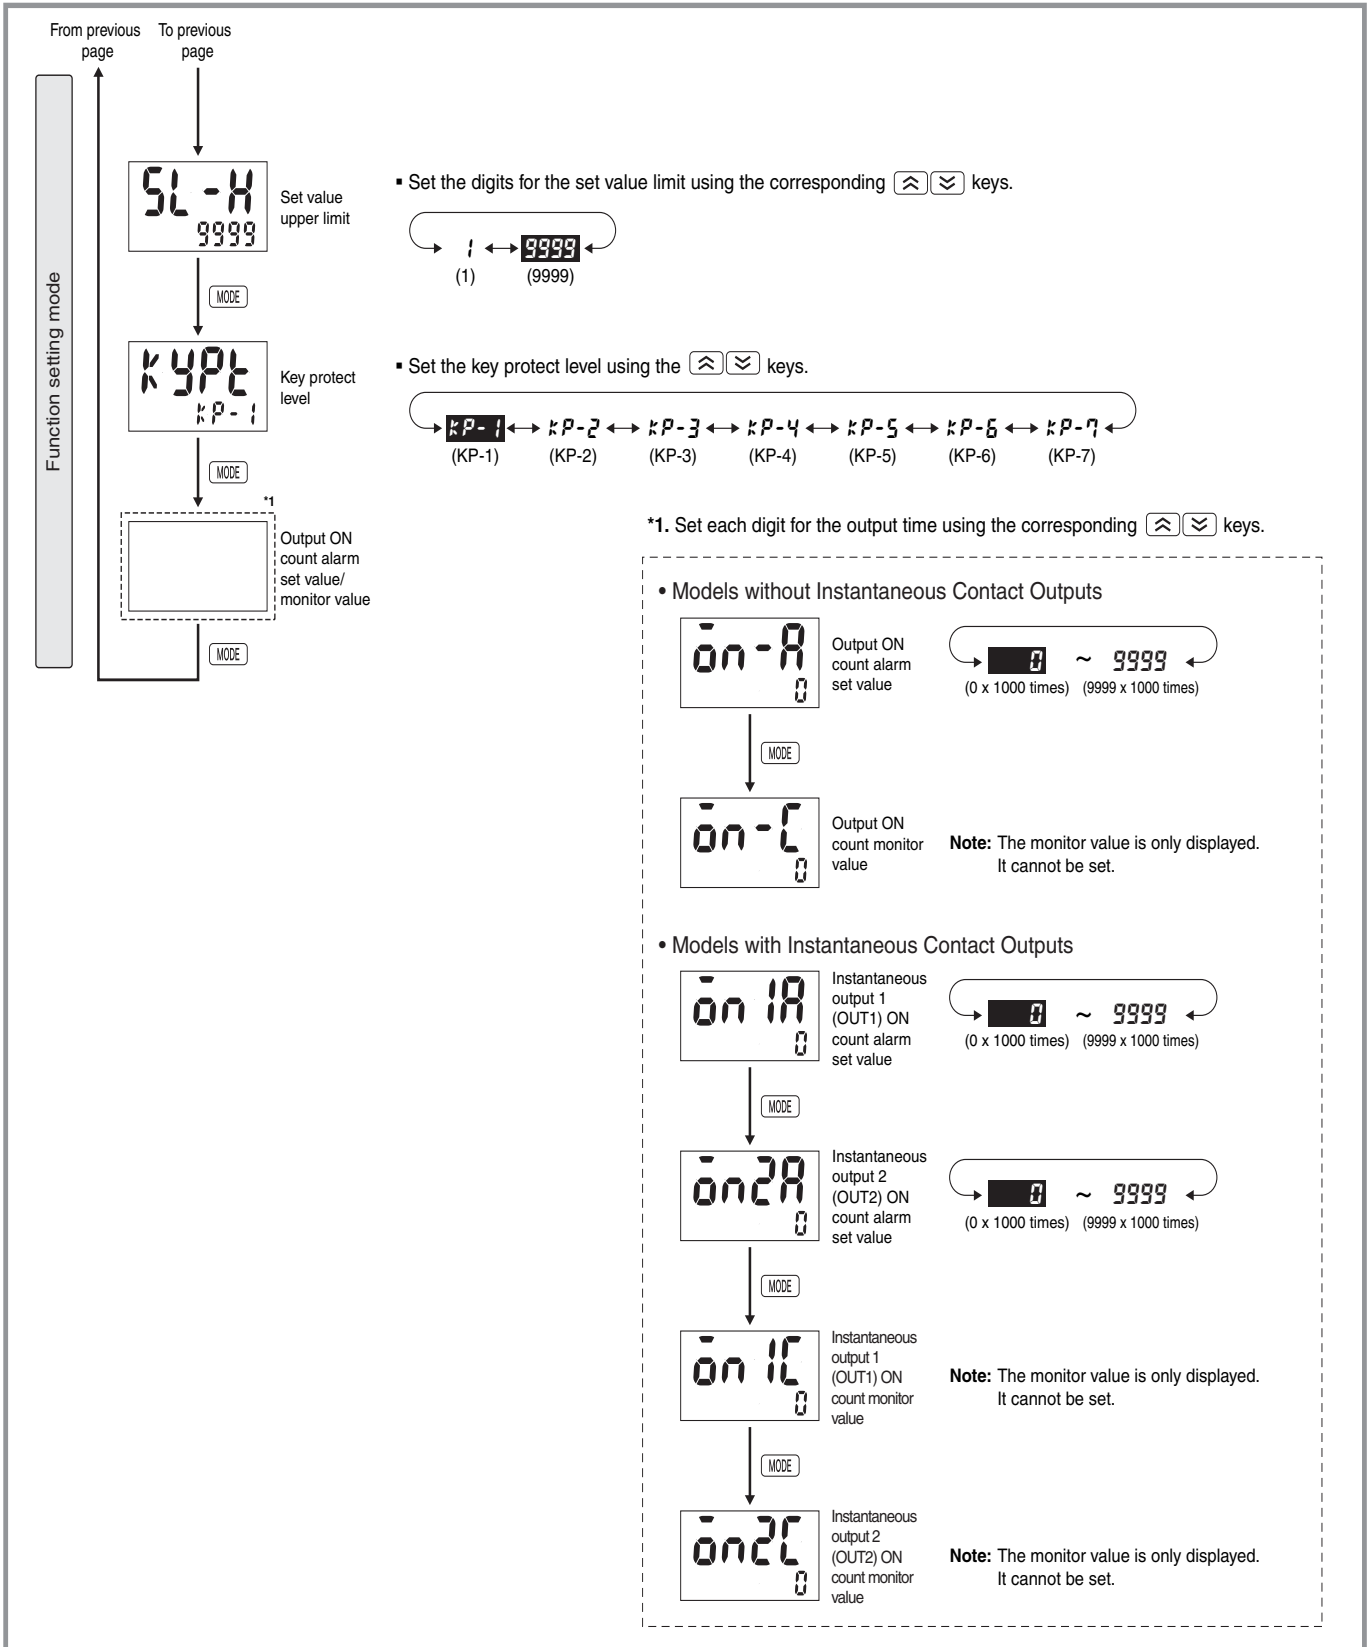 From previous page
To previous page
Function setting mode
SL-H
9999
Set value upper limit
▪ Set the digits for the set value limit using the corresponding keys.
1 9999
(1) (9999)
MODE
KYPt
KP-1
Key protect level
▪ Set the key protect level using the keys.
KP-1 KP-2 KP-3 KP-4 KP-5 KP-6 KP-7
(KP-1) (KP-2) (KP-3) (KP-4) (KP-5) (KP-6) (KP-7)
MODE
*1
Output ON count alarm set value/ monitor value
MODE
*1. Set each digit for the output time using the corresponding keys.
• Models without Instantaneous Contact Outputs
on-A
0
Output ON count alarm set value
0 ~ 9999
(0 x 1000 times) (9999 x 1000 times)
MODE
on-C
0
Output ON count monitor value
Note: The monitor value is only displayed.
It cannot be set.
• Models with Instantaneous Contact Outputs
on1A
0
Instantaneous output 1 (OUT1) ON count alarm set value
0 ~ 9999
(0 x 1000 times) (9999 x 1000 times)
MODE
on2A
0
Instantaneous output 2 (OUT2) ON count alarm set value
0 ~ 9999
(0 x 1000 times) (9999 x 1000 times)
MODE
on1C
0
Instantaneous output 1 (OUT1) ON count monitor value
Note: The monitor value is only displayed.
It cannot be set.
MODE
on2C
0
Instantaneous output 2 (OUT2) ON count monitor value
Note: The monitor value is only displayed.
It cannot be set.